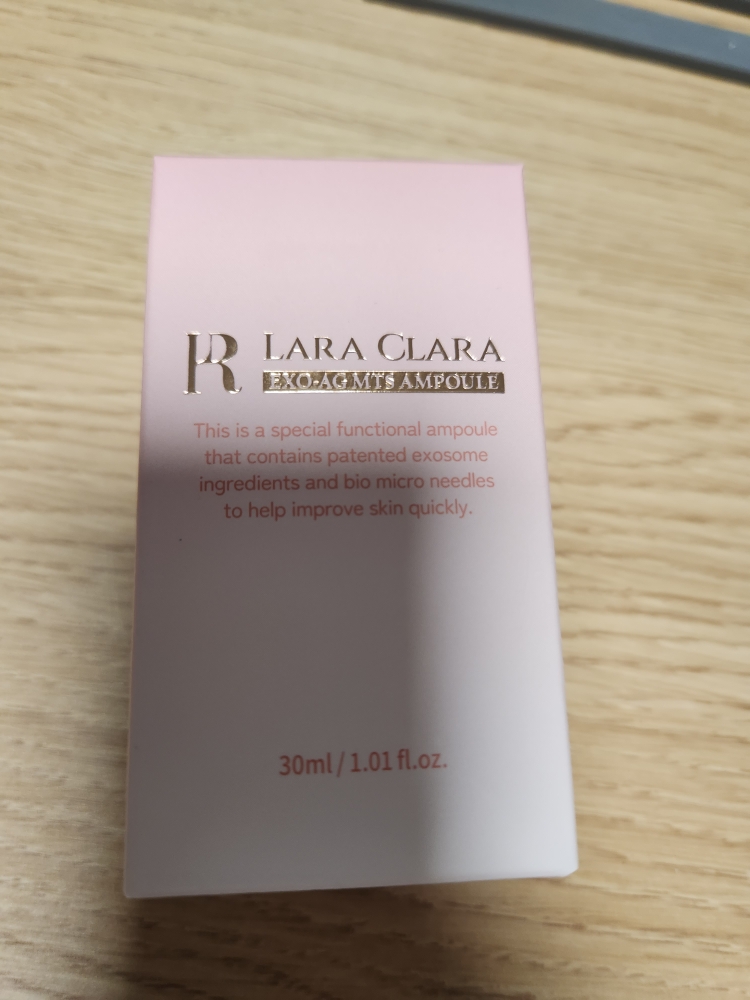 LARA CLARA
EXO-AG MTS AMPOULE
This is a special functional ampoule
that contains patented exosome
ingredients and bio micro needles
to help improve skin quickly.
30ml / 1.01 fl.oz.